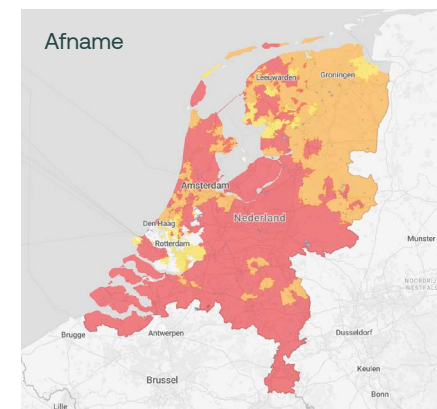 Afname
Leeuwarden
Groningen
Amsterdam
Den Haag
Nederland
Rotterdam
Munster
Brugge
Antwerpen
Dusseldorf
Brussel
Keulen
Bonn
Lille